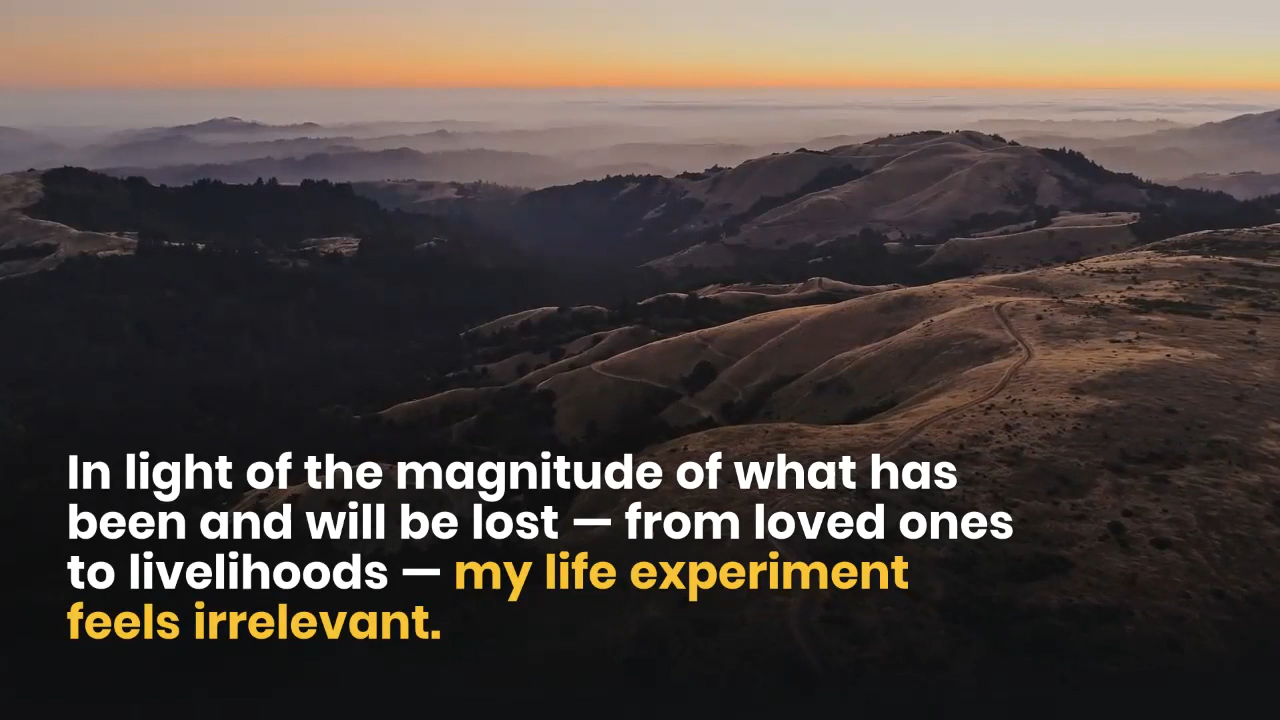 In light of the magnitude of what has
been and will be lost — from loved ones
to livelihoods — my life experiment
feels irrelevant.